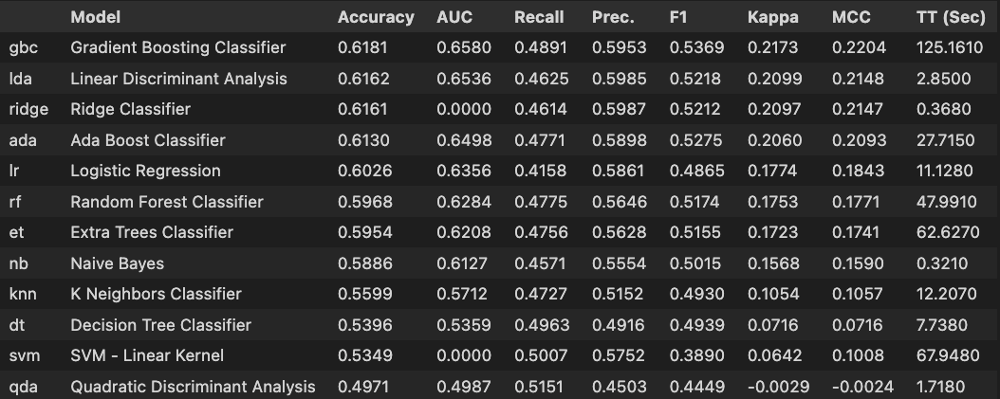 Model Accuracy AUC Recall Prec. F1 Kappa MCC TT (Sec)
gbc Gradient Boosting Classifier 0.6181 0.6580 0.4891 0.5953 0.5369 0.2173 0.2204 125.1610
lda Linear Discriminant Analysis 0.6162 0.6536 0.4625 0.5985 0.5218 0.2099 0.2148 2.8500
ridge Ridge Classifier 0.6161 0.0000 0.4614 0.5987 0.5212 0.2097 0.2147 0.3680
ada Ada Boost Classifier 0.6130 0.6498 0.4771 0.5898 0.5275 0.2060 0.2093 27.7150
lr Logistic Regression 0.6026 0.6356 0.4158 0.5861 0.4865 0.1774 0.1843 11.1280
rf Random Forest Classifier 0.5968 0.6284 0.4775 0.5646 0.5174 0.1753 0.1771 47.9910
et Extra Trees Classifier 0.5954 0.6208 0.4756 0.5628 0.5155 0.1723 0.1741 62.6270
nb Naive Bayes 0.5886 0.6127 0.4571 0.5554 0.5015 0.1568 0.1590 0.3210
knn K Neighbors Classifier 0.5599 0.5712 0.4727 0.5152 0.4930 0.1054 0.1057 12.2070
dt Decision Tree Classifier 0.5396 0.5359 0.4963 0.4916 0.4939 0.0716 0.0716 7.7380
svm SVM - Linear Kernel 0.5349 0.0000 0.5007 0.5752 0.3890 0.0642 0.1008 67.9480
qda Quadratic Discriminant Analysis 0.4971 0.4987 0.5151 0.4503 0.4449 -0.0029 -0.0024 1.7180